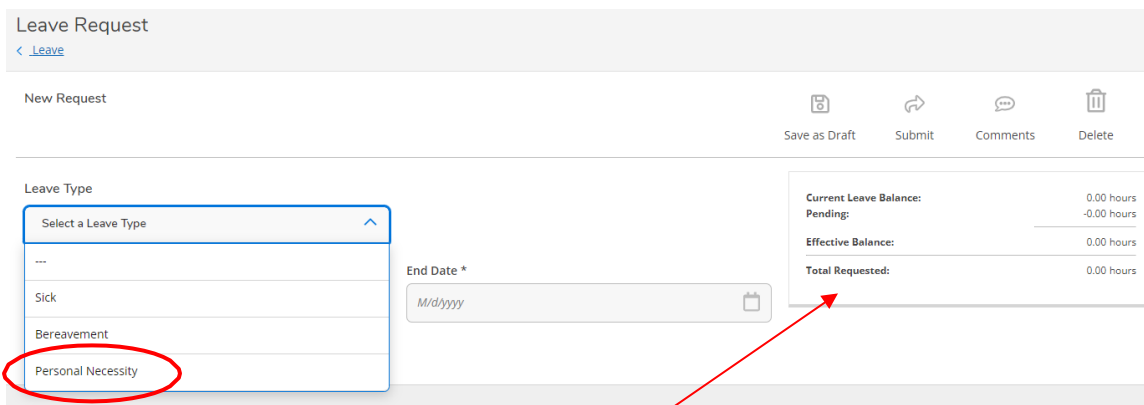 Leave Request
< Leave
New Request
Save as Draft Submit Comments Delete
Leave Type
Select a Leave Type
---
Sick
Bereavement
Personal Necessity
End Date *
M/d/yyyy
Current Leave Balance: 0.00 hours
Pending: -0.00 hours
Effective Balance: 0.00 hours
Total Requested: 0.00 hours